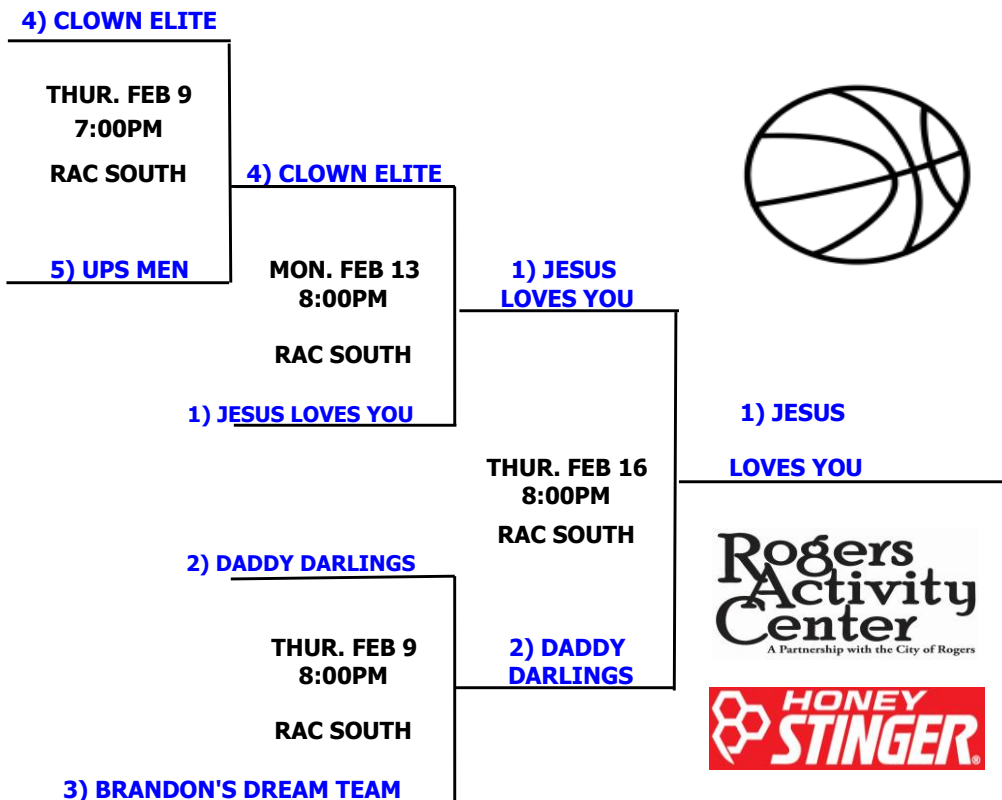 4) CLOWN ELITE
THUR. FEB 9
7:00PM
RAC SOUTH
4) CLOWN ELITE
5) UPS MEN
MON. FEB 13
8:00PM
RAC SOUTH
1) JESUS
LOVES YOU
1) JESUS LOVES YOU
1) JESUS
LOVES YOU
THUR. FEB 16
8:00PM
RAC SOUTH
2) DADDY DARLINGS
THUR. FEB 9
8:00PM
RAC SOUTH
2) DADDY
DARLINGS
3) BRANDON'S DREAM TEAM
Rogers
Activity
Center
A Partnership with the City of Rogers
HONEY
STINGER®